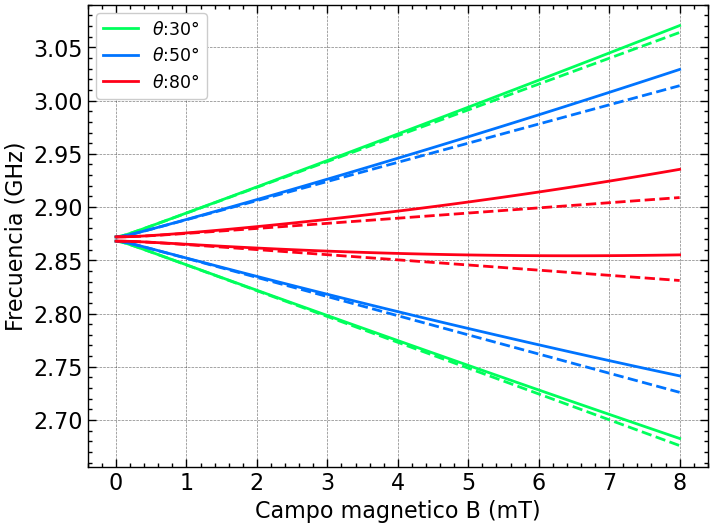 θ:30°
θ:50°
θ:80°
Frecuencia (GHz)
3.05
3.00
2.95
2.90
2.85
2.80
2.75
2.70
0 1 2 3 4 5 6 7 8
Campo magnetico B (mT)